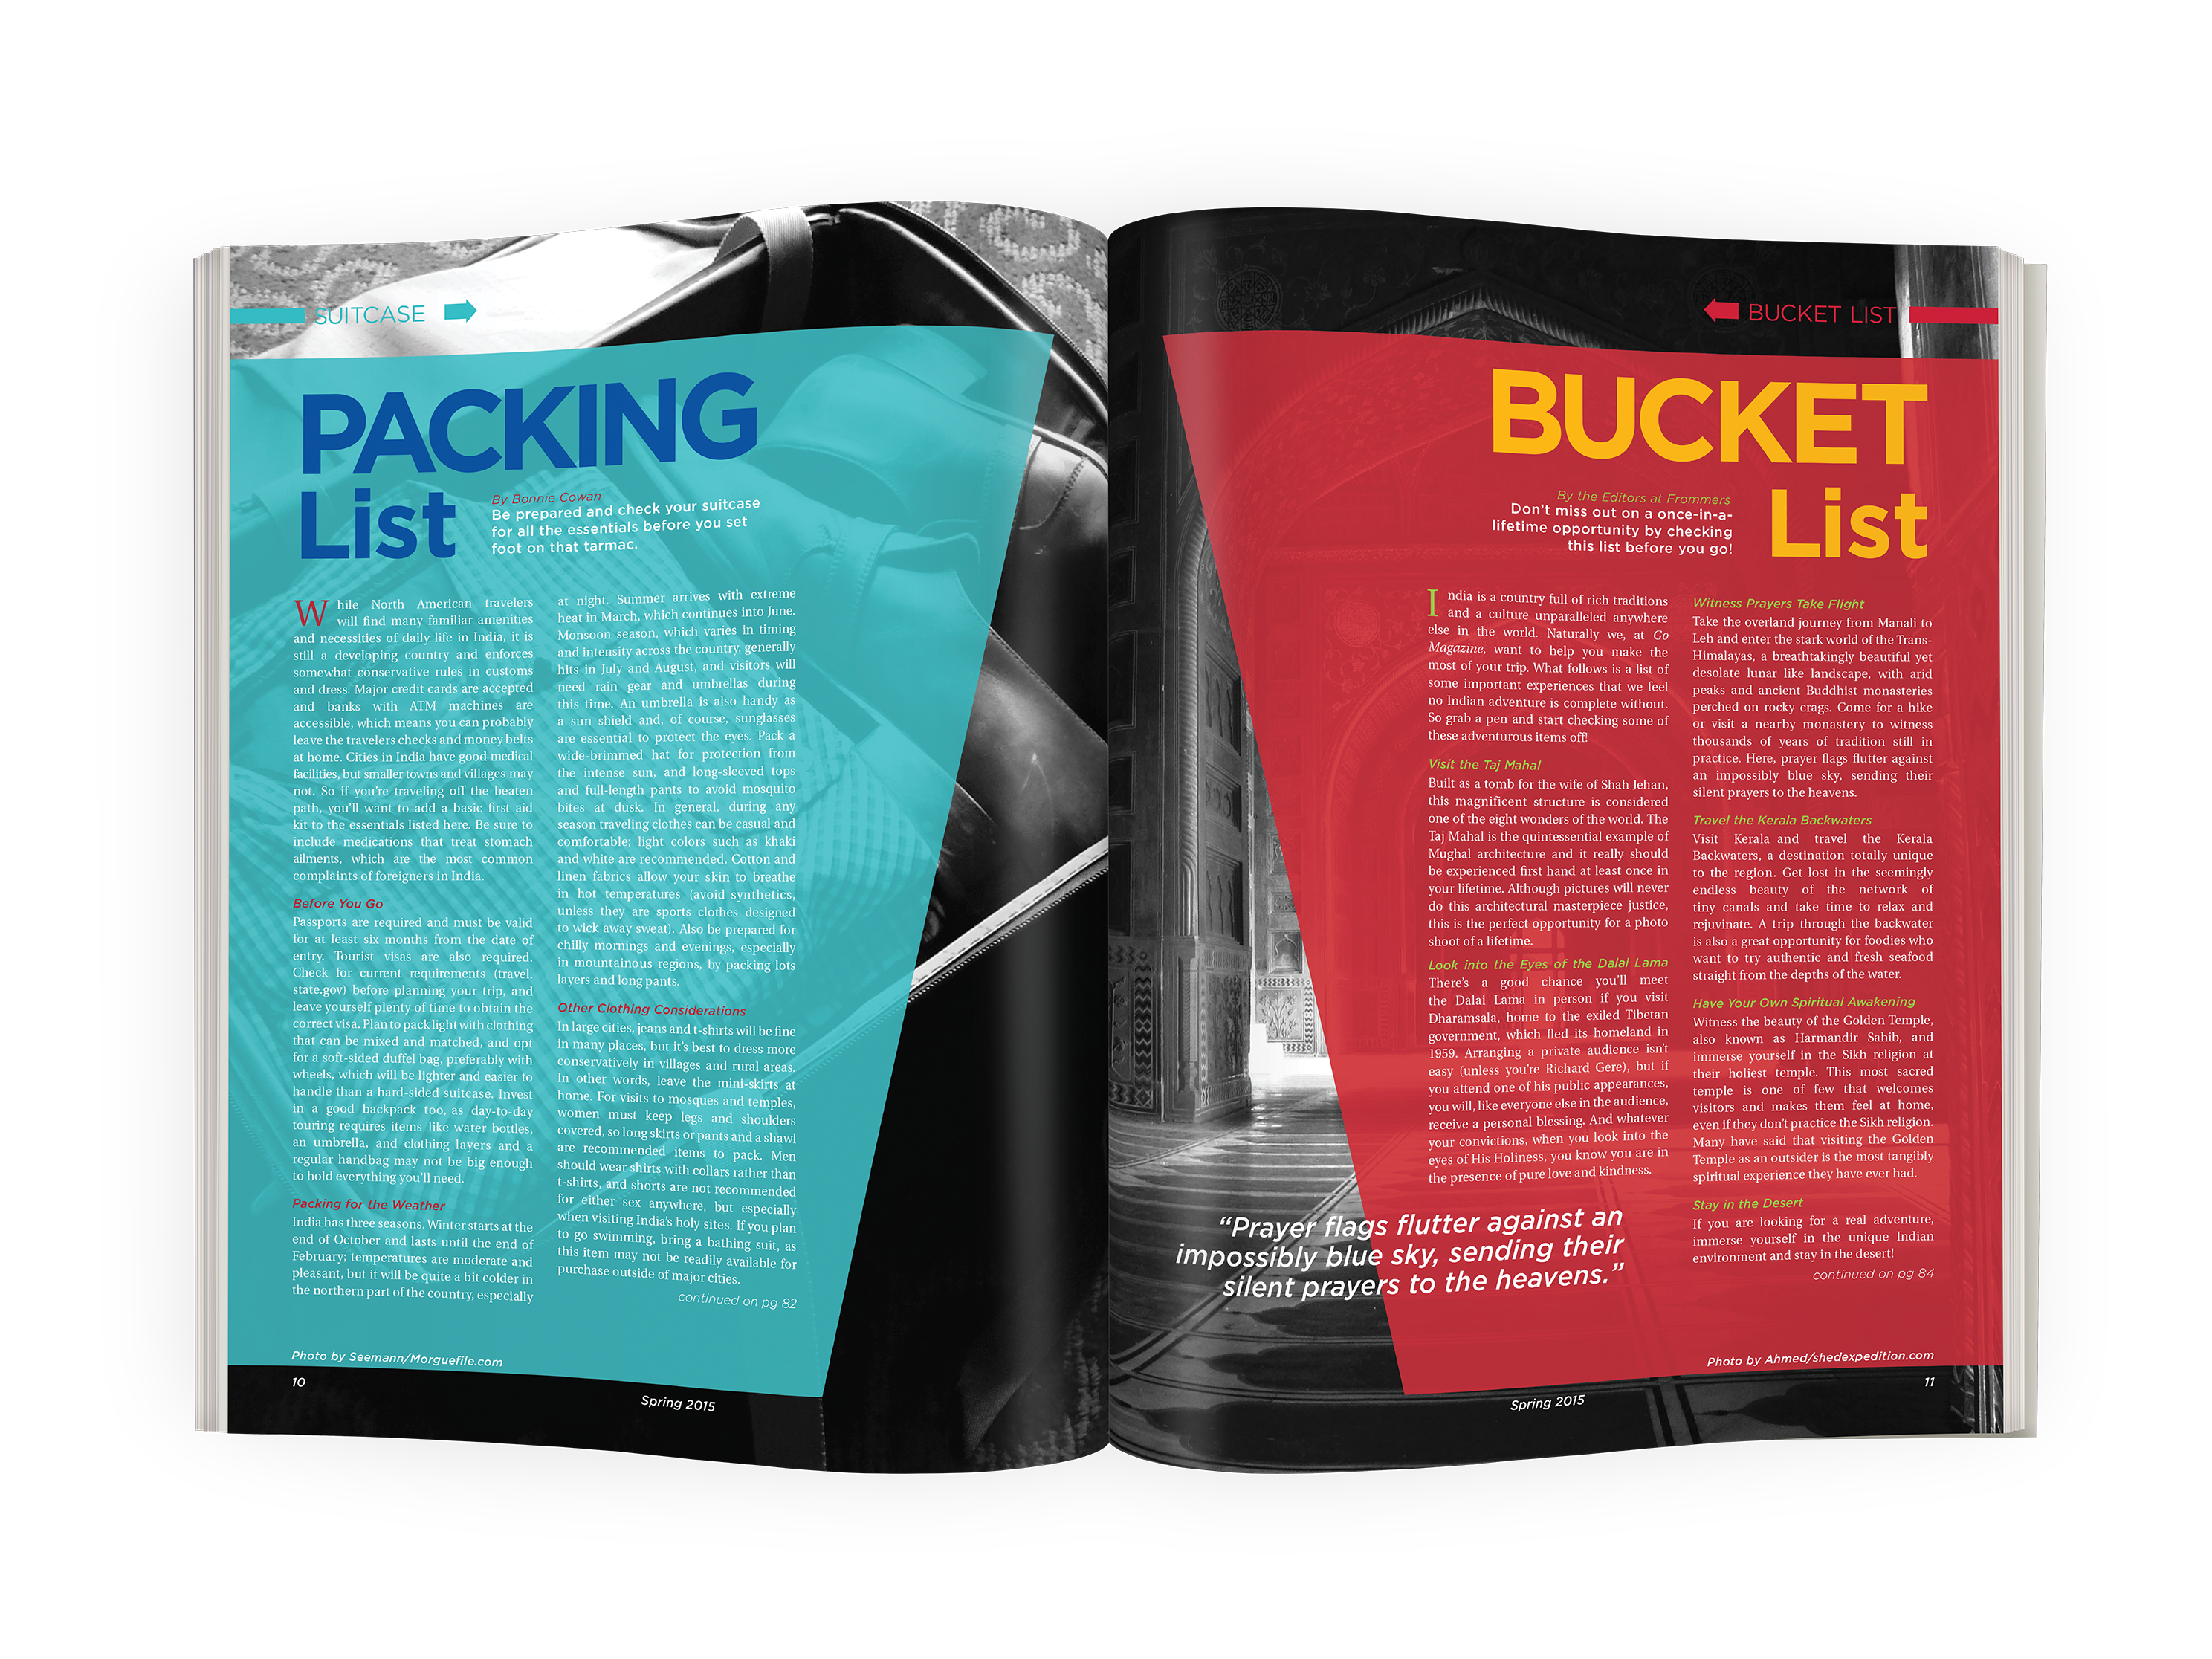 SUITCASE
PACKING
List
By Bonnie Cowan
Be prepared and check your suitcase
for all the essentials before you set
foot on that tarmac.
While North American travelers
will find many familiar amenities
and necessities of daily life in India, it is
still a developing country and enforces
somewhat conservative rules in customs
and dress. Major credit cards are accepted
and banks with ATM machines are
accessible, which means you can probably
leave the travelers checks and money belts
at home. Cities in India have good medical
facilities, but smaller towns and villages may
not. So if you're traveling off the beaten
path, you'll want to add a basic first aid
kit to the essentials listed here. Be sure to
include medications that treat stomach
ailments, which are the most common
complaints of foreigners in India.
Before You Go
Passports are required and must be valid
for at least six months from the date of
entry. Tourist visas are also required.
Check for current requirements (travel.
state.gov) before planning your trip, and
leave yourself plenty of time to obtain the
correct visa. Plan to pack light with clothing
that can be mixed and matched, and opt
for a soft-sided duffel bag, preferably with
wheels, which will be lighter and easier to
handle than a hard-sided suitcase. Invest
in a good backpack too, as day-to-day
touring requires items like water bottles,
an umbrella, and clothing layers and a
regular handbag may not be big enough
to hold everything you'll need.
Packing for the Weather
India has three seasons. Winter starts at the
end of October and lasts until the end of
February; temperatures are moderate and
pleasant, but it will be quite a bit colder in
the northern part of the country, especially
at night. Summer arrives with extreme
heat in March, which continues into June.
Monsoon season, which varies in timing
and intensity across the country, generally
hits in July and August, and visitors will
need rain gear and umbrellas during
this time. An umbrella is also handy as
a sun shield and, of course, sunglasses
are essential to protect the eyes. Pack a
wide-brimmed hat for protection from
the intense sun, and long-sleeved tops
and full-length pants to avoid mosquito
bites at dusk. In general, during any
season traveling clothes can be casual and
comfortable; light colors such as khaki
and white are recommended. Cotton and
linen fabrics allow your skin to breathe
in hot temperatures (avoid synthetics,
unless they are sports clothes designed
to wick away sweat). Also be prepared for
chilly mornings and evenings, especially
in mountainous regions, by packing lots
layers and long pants.
Other Clothing Considerations
In large cities, jeans and t-shirts will be fine
in many places, but it's best to dress more
conservatively in villages and rural areas.
In other words, leave the mini-skirts at
home. For visits to mosques and temples,
women must keep legs and shoulders
covered, so long skirts or pants and a shawl
are recommended items to pack. Men
should wear shirts with collars rather than
t-shirts, and shorts are not recommended
for either sex anywhere, but especially
when visiting India's holy sites. If you plan
to go swimming, bring a bathing suit, as
this item may not be readily available for
purchase outside of major cities.
continued on pg 82
Photo by Seemann/Morguefile.com
10
Spring 2015
BUCKET LIST
BUCKET
List
By the Editors at Frommers
Don't miss out on a once-in-a-
lifetime opportunity by checking
this list before you go!
India is a country full of rich traditions
and a culture unparalleled anywhere
else in the world. Naturally we, at Go
Magazine, want to help you make the
most of your trip. What follows is a list of
some important experiences that we feel
no Indian adventure is complete without.
So grab a pen and start checking some of
these adventurous items off!
Visit the Taj Mahal
Built as a tomb for the wife of Shah Jehan,
this magnificent structure is considered
one of the eight wonders of the world. The
Taj Mahal is the quintessential example of
Mughal architecture and it really should
be experienced first hand at least once in
your lifetime. Although pictures will never
do this architectural masterpiece justice,
this is the perfect opportunity for a photo
shoot of a lifetime.
Look into the Eyes of the Dalai Lama
There's a good chance you'll meet
the Dalai Lama in person if you visit
Dharamsala, home to the exiled Tibetan
government, which fled its homeland in
1959. Arranging a private audience isn't
easy (unless you're Richard Gere), but if
you attend one of his public appearances,
you will, like everyone else in the audience,
receive a personal blessing. And whatever
your convictions, when you look into the
eyes of His Holiness, you know you are in
the presence of pure love and kindness.
Witness Prayers Take Flight
Take the overland journey from Manali to
Leh and enter the stark world of the Trans-
Himalayas, a breathtakingly beautiful yet
desolate lunar like landscape, with arid
peaks and ancient Buddhist monasteries
perched on rocky crags. Come for a hike
or visit a nearby monastery to witness
thousands of years of tradition still in
practice. Here, prayer flags flutter against
an impossibly blue sky, sending their
silent prayers to the heavens.
Travel the Kerala Backwaters
Visit Kerala and travel the Kerala
Backwaters, a destination totally unique
to the region. Get lost in the seemingly
endless beauty of the network of
tiny canals and take time to relax and
rejuvinate. A trip through the backwater
is also a great opportunity for foodies who
want to try authentic and fresh seafood
straight from the depths of the water.
Have Your Own Spiritual Awakening
Witness the beauty of the Golden Temple,
also known as Harmandir Sahib, and
immerse yourself in the Sikh religion at
their holiest temple. This most sacred
temple is one of few that welcomes
visitors and makes them feel at home,
even if they don't practice the Sikh religion.
Many have said that visiting the Golden
Temple as an outsider is the most tangibly
spiritual experience they have ever had.
Stay in the Desert
If you are looking for a real adventure,
immerse yourself in the unique Indian
environment and stay in the desert!
continued on pg 84
“Prayer flags flutter against an
impossibly blue sky, sending their
silent prayers to the heavens.”
Photo by Ahmed/shedexpedition.com
11
Spring 2015